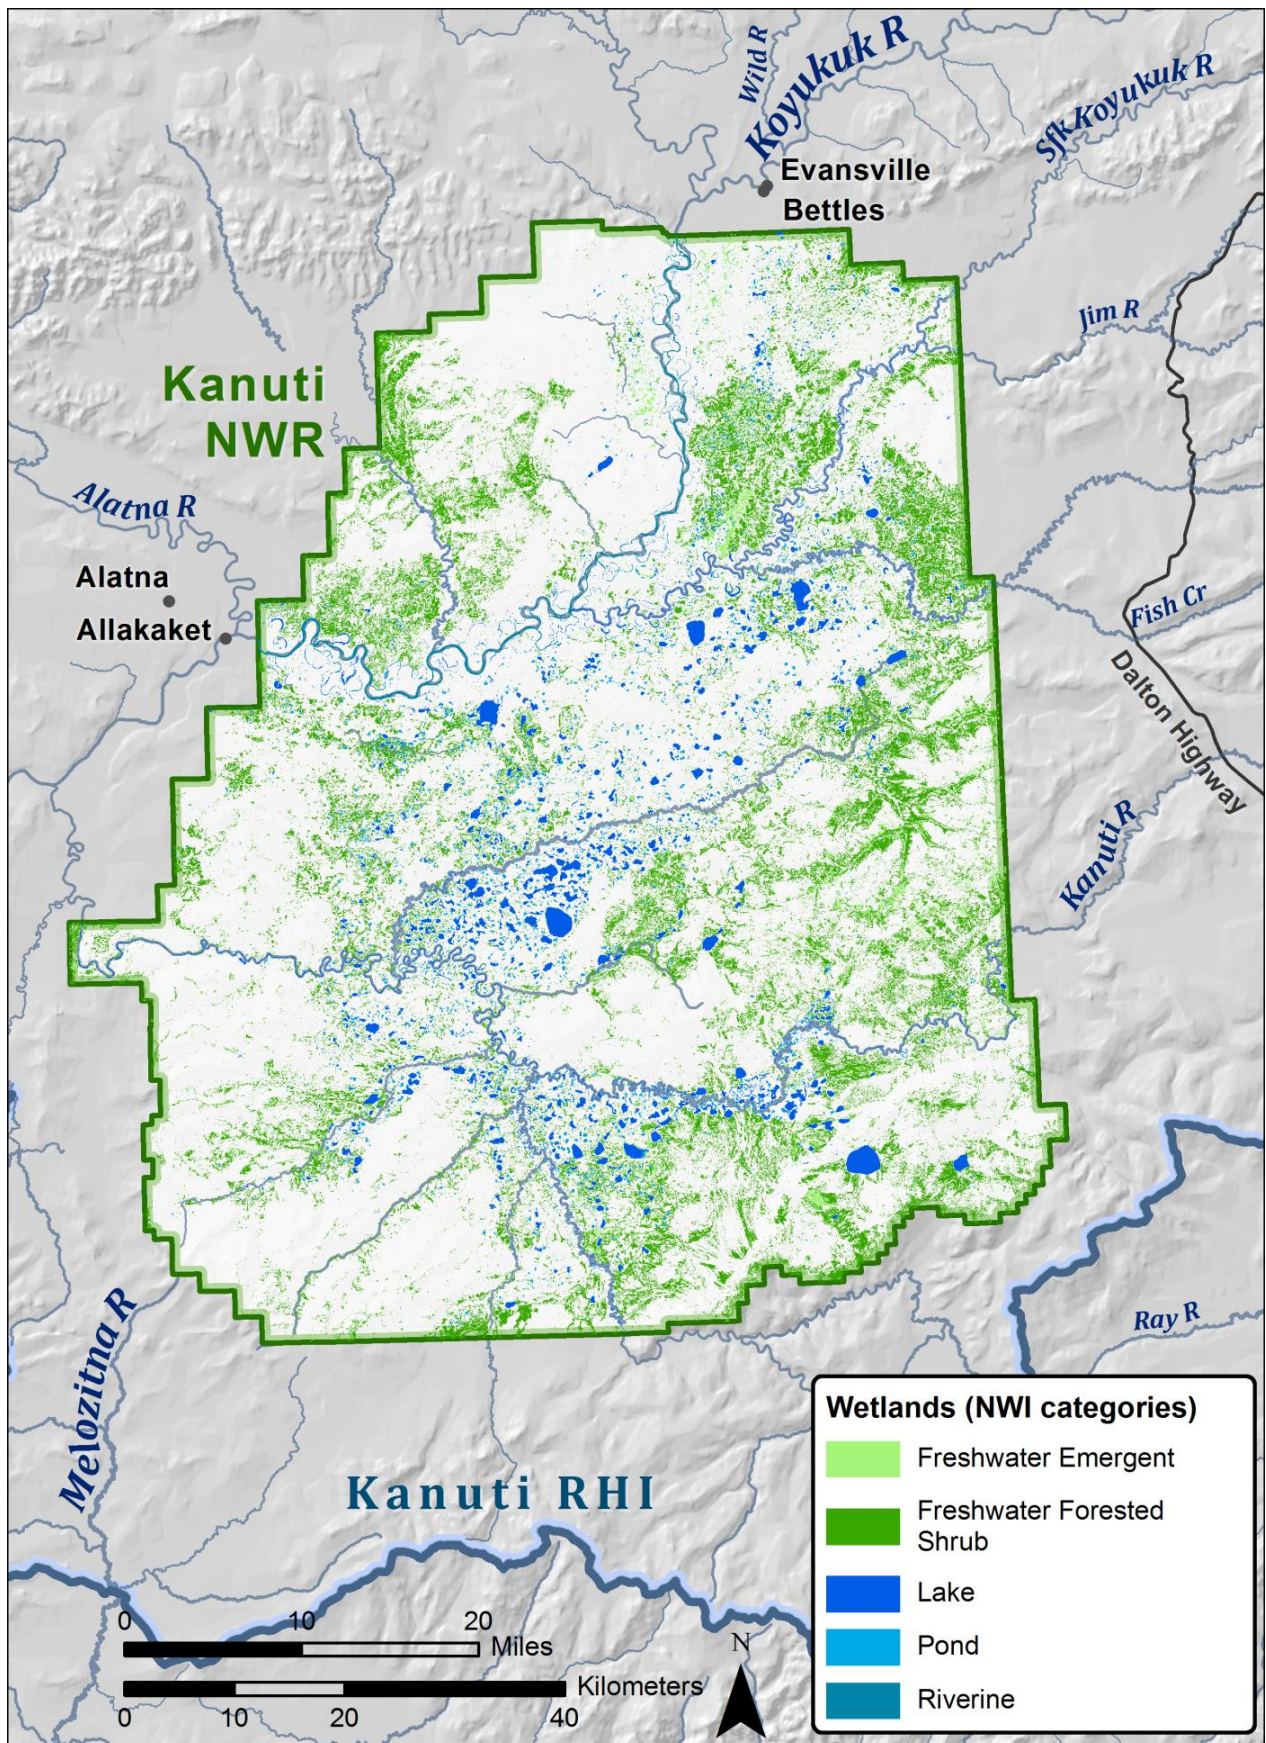 Wild R
Koyukuk R
Sfk Koyukuk R
Evansville
Bettles
Jim R
Kanuti
NWR
Alatna R
Alatna
Allakaket
Fish Cr
Dalton Highway
Kanuti R
Melozitna R
Ray R
Kanuti RHI
Wetlands (NWI categories)
Freshwater Emergent
Freshwater Forested
Shrub
Lake
Pond
Riverine
0 10 20
Miles
Kilometers
0 10 20 40
N